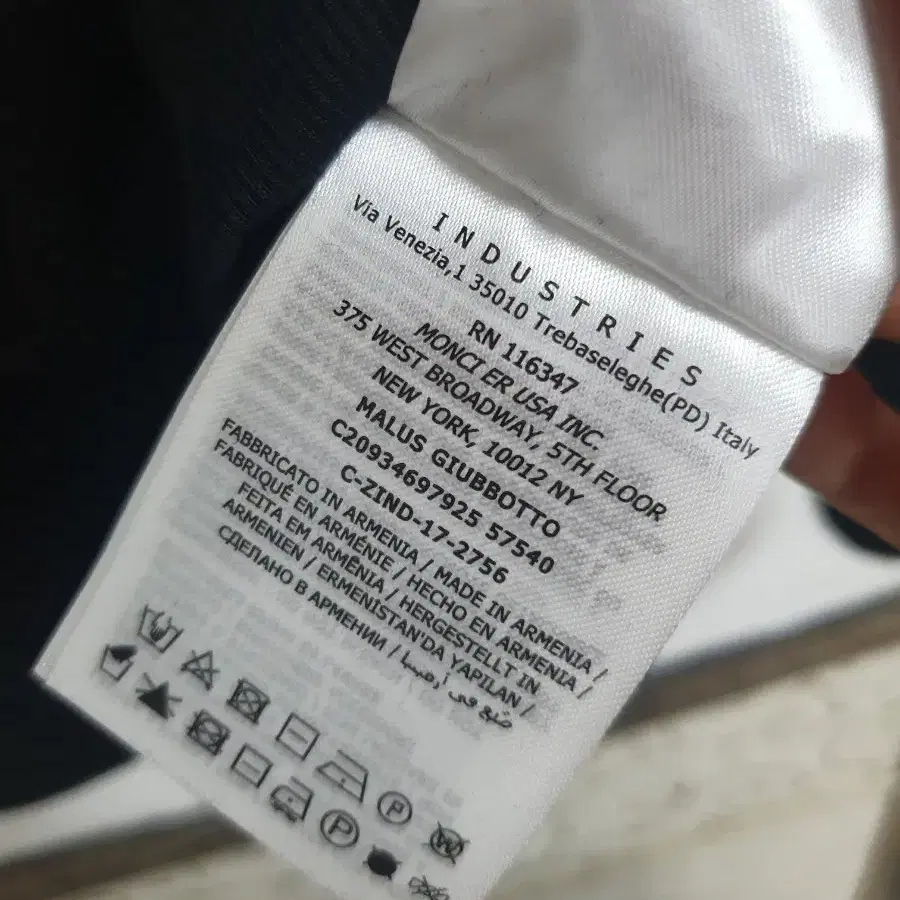 INDUSTRIES
Via Venezia,1 35010 Trebaseleghe(PD) Italy
RN 116347
MONCLER USA INC.
375 WEST BROADWAY, 5TH FLOOR
NEW YORK, 10012 NY
MALUS GIUBBOTTO
C20934697925 57540
C-ZIND-17-2756
FABBRICATO IN ARMENIA / MADE IN ARMENIA /
FABRIQUÉ EN ARMÉNIE / HECHO EN ARMENIA /
FEITA EM ARMÊNIA / HERGESTELLT IN
ARMENIEN / ERMENISTAN'DA YAPILAN /
СДЕЛАНО В АРМЕНИИ / صُنع في أرمينيا
P
W
P